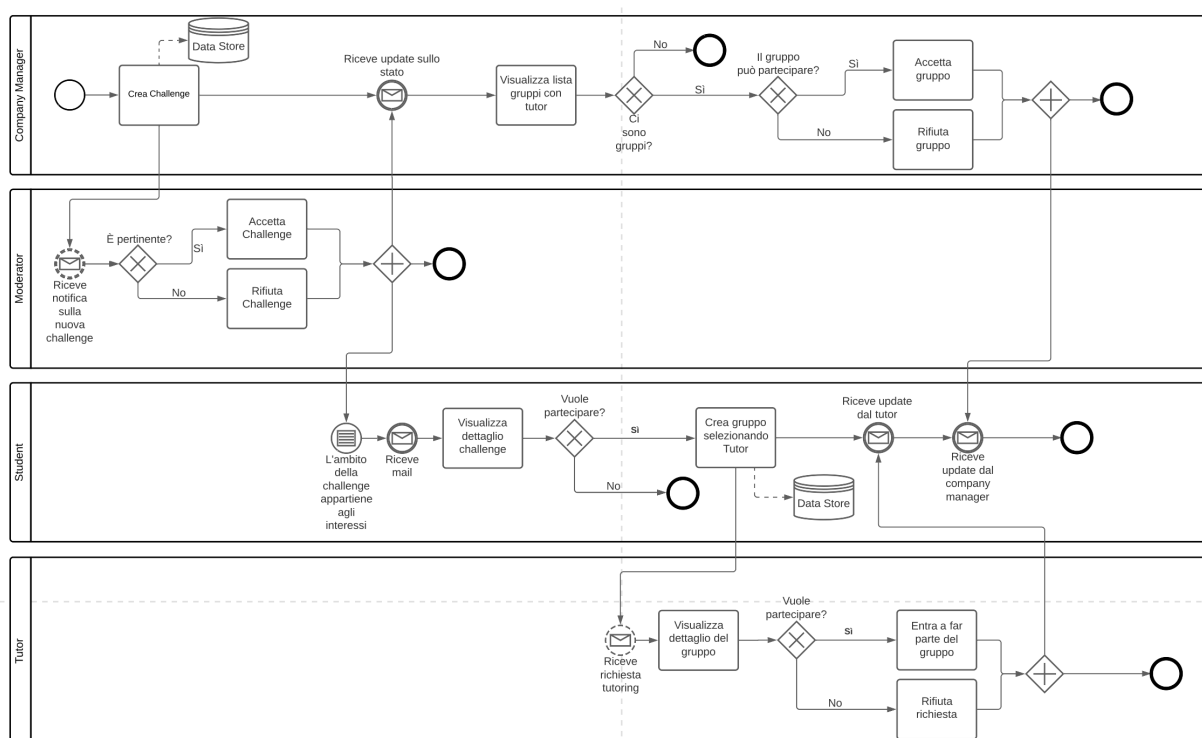 Company Manager
Data Store
Crea Challenge
Riceve update sullo
stato
Visualizza lista
gruppi con
tutor
No
Ci
sono
gruppi?
Sì
Il gruppo
può partecipare?
Sì
No
Accetta
gruppo
Rifiuta
gruppo
Moderator
Riceve
notifica
sulla
nuova
challenge
È pertinente?
Sì
No
Accetta
Challenge
Rifiuta
Challenge
Student
L'ambito
della
challenge
appartiene
agli
interessi
Riceve
mail
Visualizza
dettaglio
challenge
Vuole
partecipare?
sì
No
Crea gruppo
selezionando
Tutor
Data Store
Riceve update
dal tutor
Riceve
update dal
company
manager
Tutor
Riceve
richiesta
tutoring
Visualizza
dettaglio del
gruppo
Vuole
partecipare?
sì
No
Entra a far
parte del
gruppo
Rifiuta
richiesta